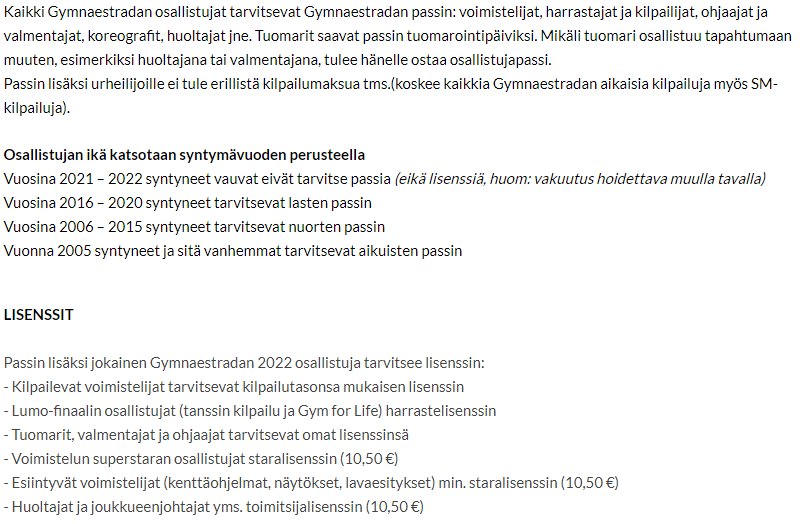 Kaikki Gymnaestradan osallistujat tarvitsevat Gymnaestradan passin: voimistelijat, harrastajat ja kilpailijat, ohjaajat ja
valmentajat, koreografit, huoltajat jne. Tuomarit saavat passin tuomarointipäiviksi. Mikäli tuomari osallistuu tapahtumaan
muuten, esimerkiksi huoltajana tai valmentajana, tulee hänelle ostaa osallistujapassi.
Passin lisäksi urheilijoille ei tule erillistä kilpailumaksua tms.(koskee kaikkia Gymnaestradan aikaisia kilpailuja myös SM-
kilpailuja).
Osallistujan ikä katsotaan syntymävuoden perusteella
Vuosina 2021 – 2022 syntyneet vauvat eivät tarvitse passia (eikä lisenssiä, huom: vakuutus hoidettava muulla tavalla)
Vuosina 2016 – 2020 syntyneet tarvitsevat lasten passin
Vuosina 2006 – 2015 syntyneet tarvitsevat nuorten passin
Vuonna 2005 syntyneet ja sitä vanhemmat tarvitsevat aikuisten passin
LISENSSIT
Passin lisäksi jokainen Gymnaestradan 2022 osallistuja tarvitsee lisenssin:
- Kilpailevat voimistelijat tarvitsevat kilpailutasonsa mukaisen lisenssin
- Lumo-finaalin osallistujat (tanssin kilpailu ja Gym for Life) harrastelisenssin
- Tuomarit, valmentajat ja ohjaajat tarvitsevat omat lisenssinsä
- Voimistelun superstaran osallistujat staralisenssin (10,50 €)
- Esiintyvät voimistelijat (kenttäohjelmat, näytökset, lavaesitykset) min. staralisenssin (10,50 €)
- Huoltajat ja joukkueenjohtajat yms. toimitsijalisenssin (10,50 €)